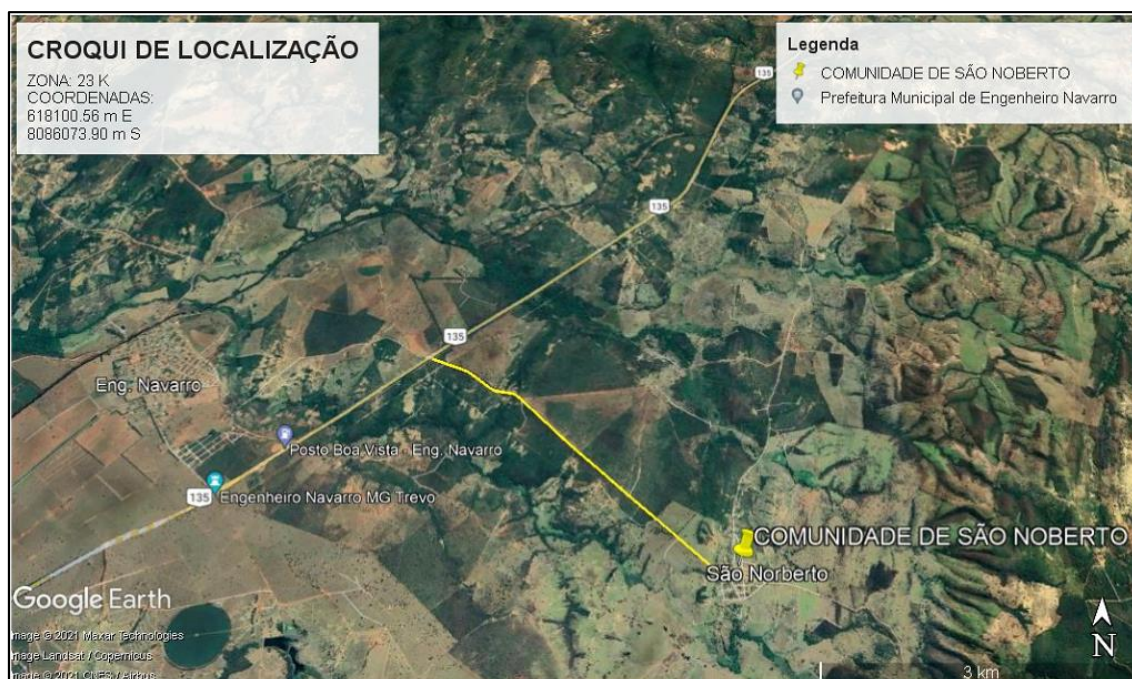 CROQUI DE LOCALIZAÇÃO
ZONA: 23 K
COORDENADAS:
618100.56 m E
8086073.90 m S
Legenda
COMUNIDADE DE SÃO NOBERTO
Prefeitura Municipal de Engenheiro Navarro
135
135
135
Eng. Navarro
Posto Boa Vista - Eng. Navarro
135
Engenheiro Navarro MG Trevo
COMUNIDADE DE SÃO NOBERTO
São Norberto
Google Earth
Image © 2021 Maxar Technologies
Image Landsat / Copernicus
Image © 2021 CNES / Airbus
N
3 km